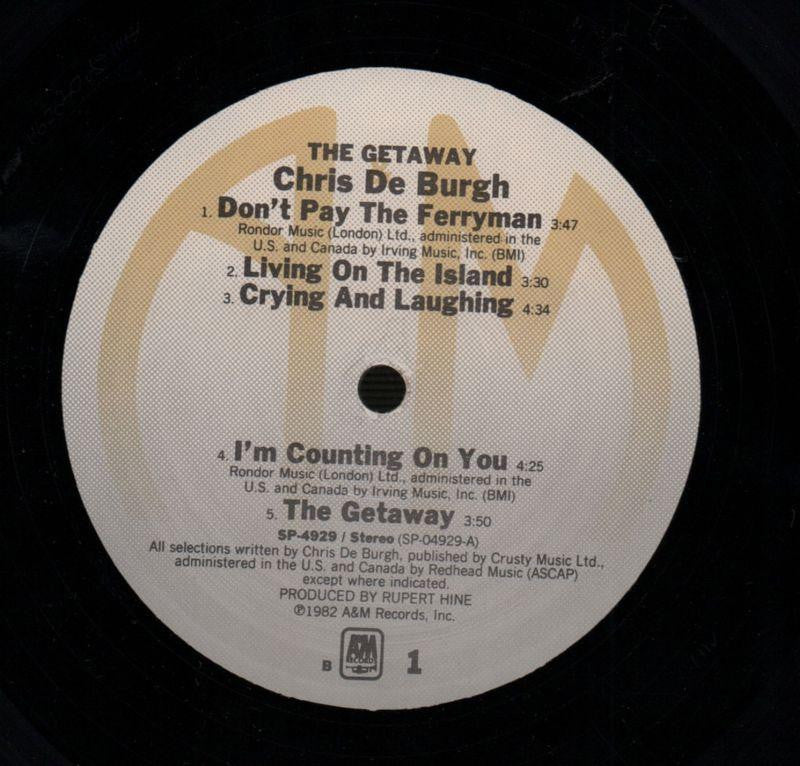 THE GETAWAY
Chris De Burgh
1. Don't Pay The Ferryman 3:47
Rondor Music (London) Ltd., administered in the
U.S. and Canada by Irving Music, Inc. (BMI)
2. Living On The Island 3:30
3. Crying And Laughing 4:34
4. I'm Counting On You 4:25
Rondor Music (London) Ltd., administered in the
U.S. and Canada by Irving Music, Inc. (BMI)
5. The Getaway 3:50
SP-4929 / Stereo (SP-04929-A)
All selections written by Chris De Burgh, published by Crusty Music Ltd.,
administered in the U.S. and Canada by Redhead Music (ASCAP)
except where indicated.
PRODUCED BY RUPERT HINE
℗1982 A&M Records, Inc.
B A&M RECORDS 1